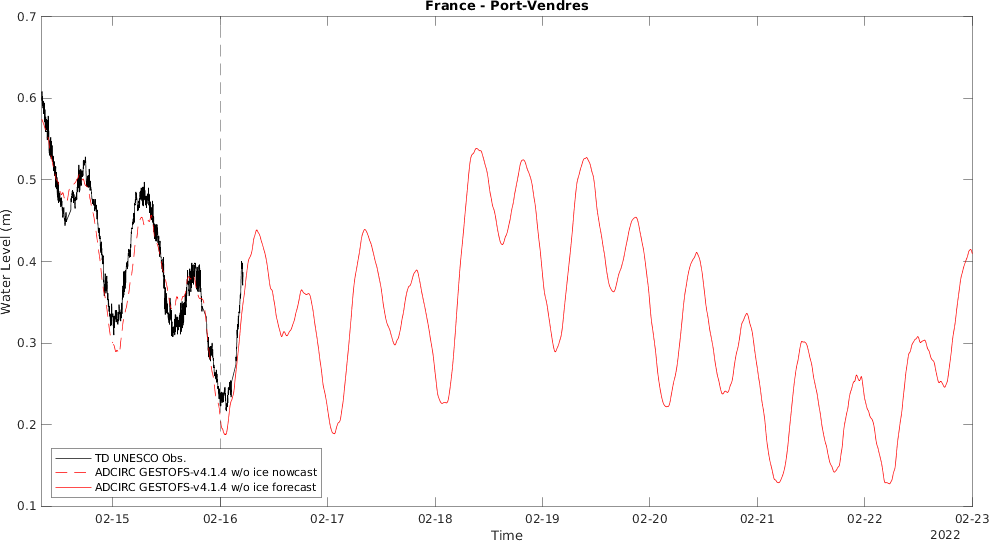 France - Port-Vendres
0.7
0.6
0.5
0.4
0.3
0.2
0.1
Water Level (m)
TD UNESCO Obs.
ADCIRC GESTOFS-v4.1.4 w/o ice nowcast
ADCIRC GESTOFS-v4.1.4 w/o ice forecast
02-15 02-16 02-17 02-18 02-19 02-20 02-21 02-22 02-23
Time
2022